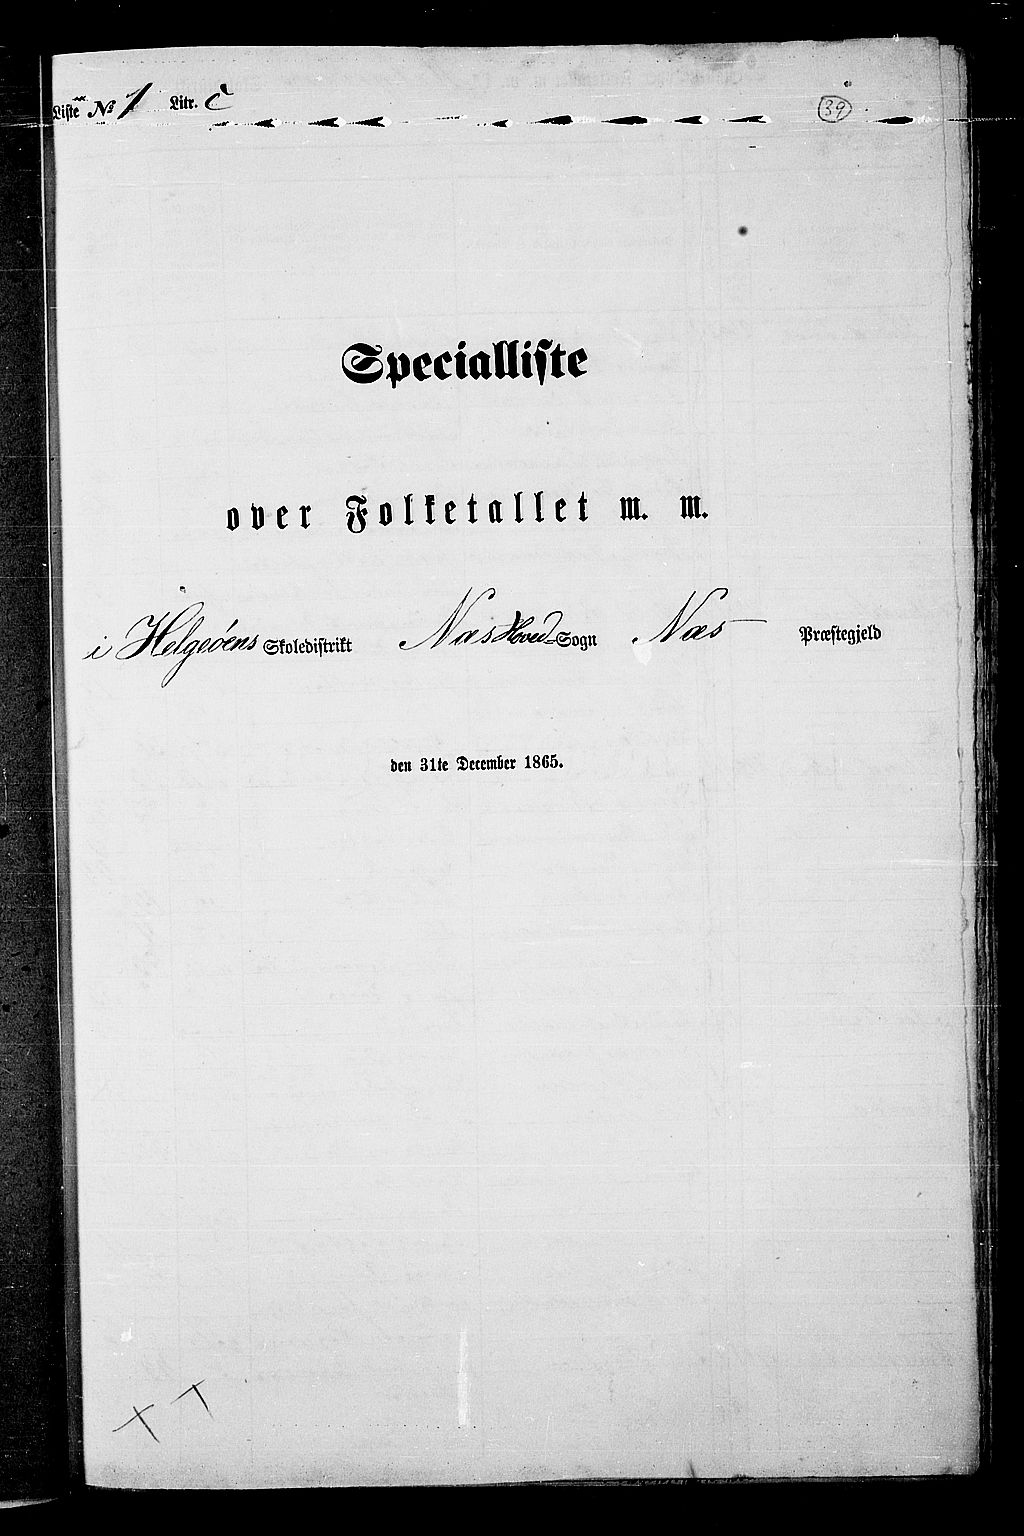 Liste № 1 Litr. C
39
Specialliste
over Folketallet m. m.
i Helgeøens Skoledistrikt Næs Hoved-Sogn Næs Præstegjeld
den 31te December 1865.